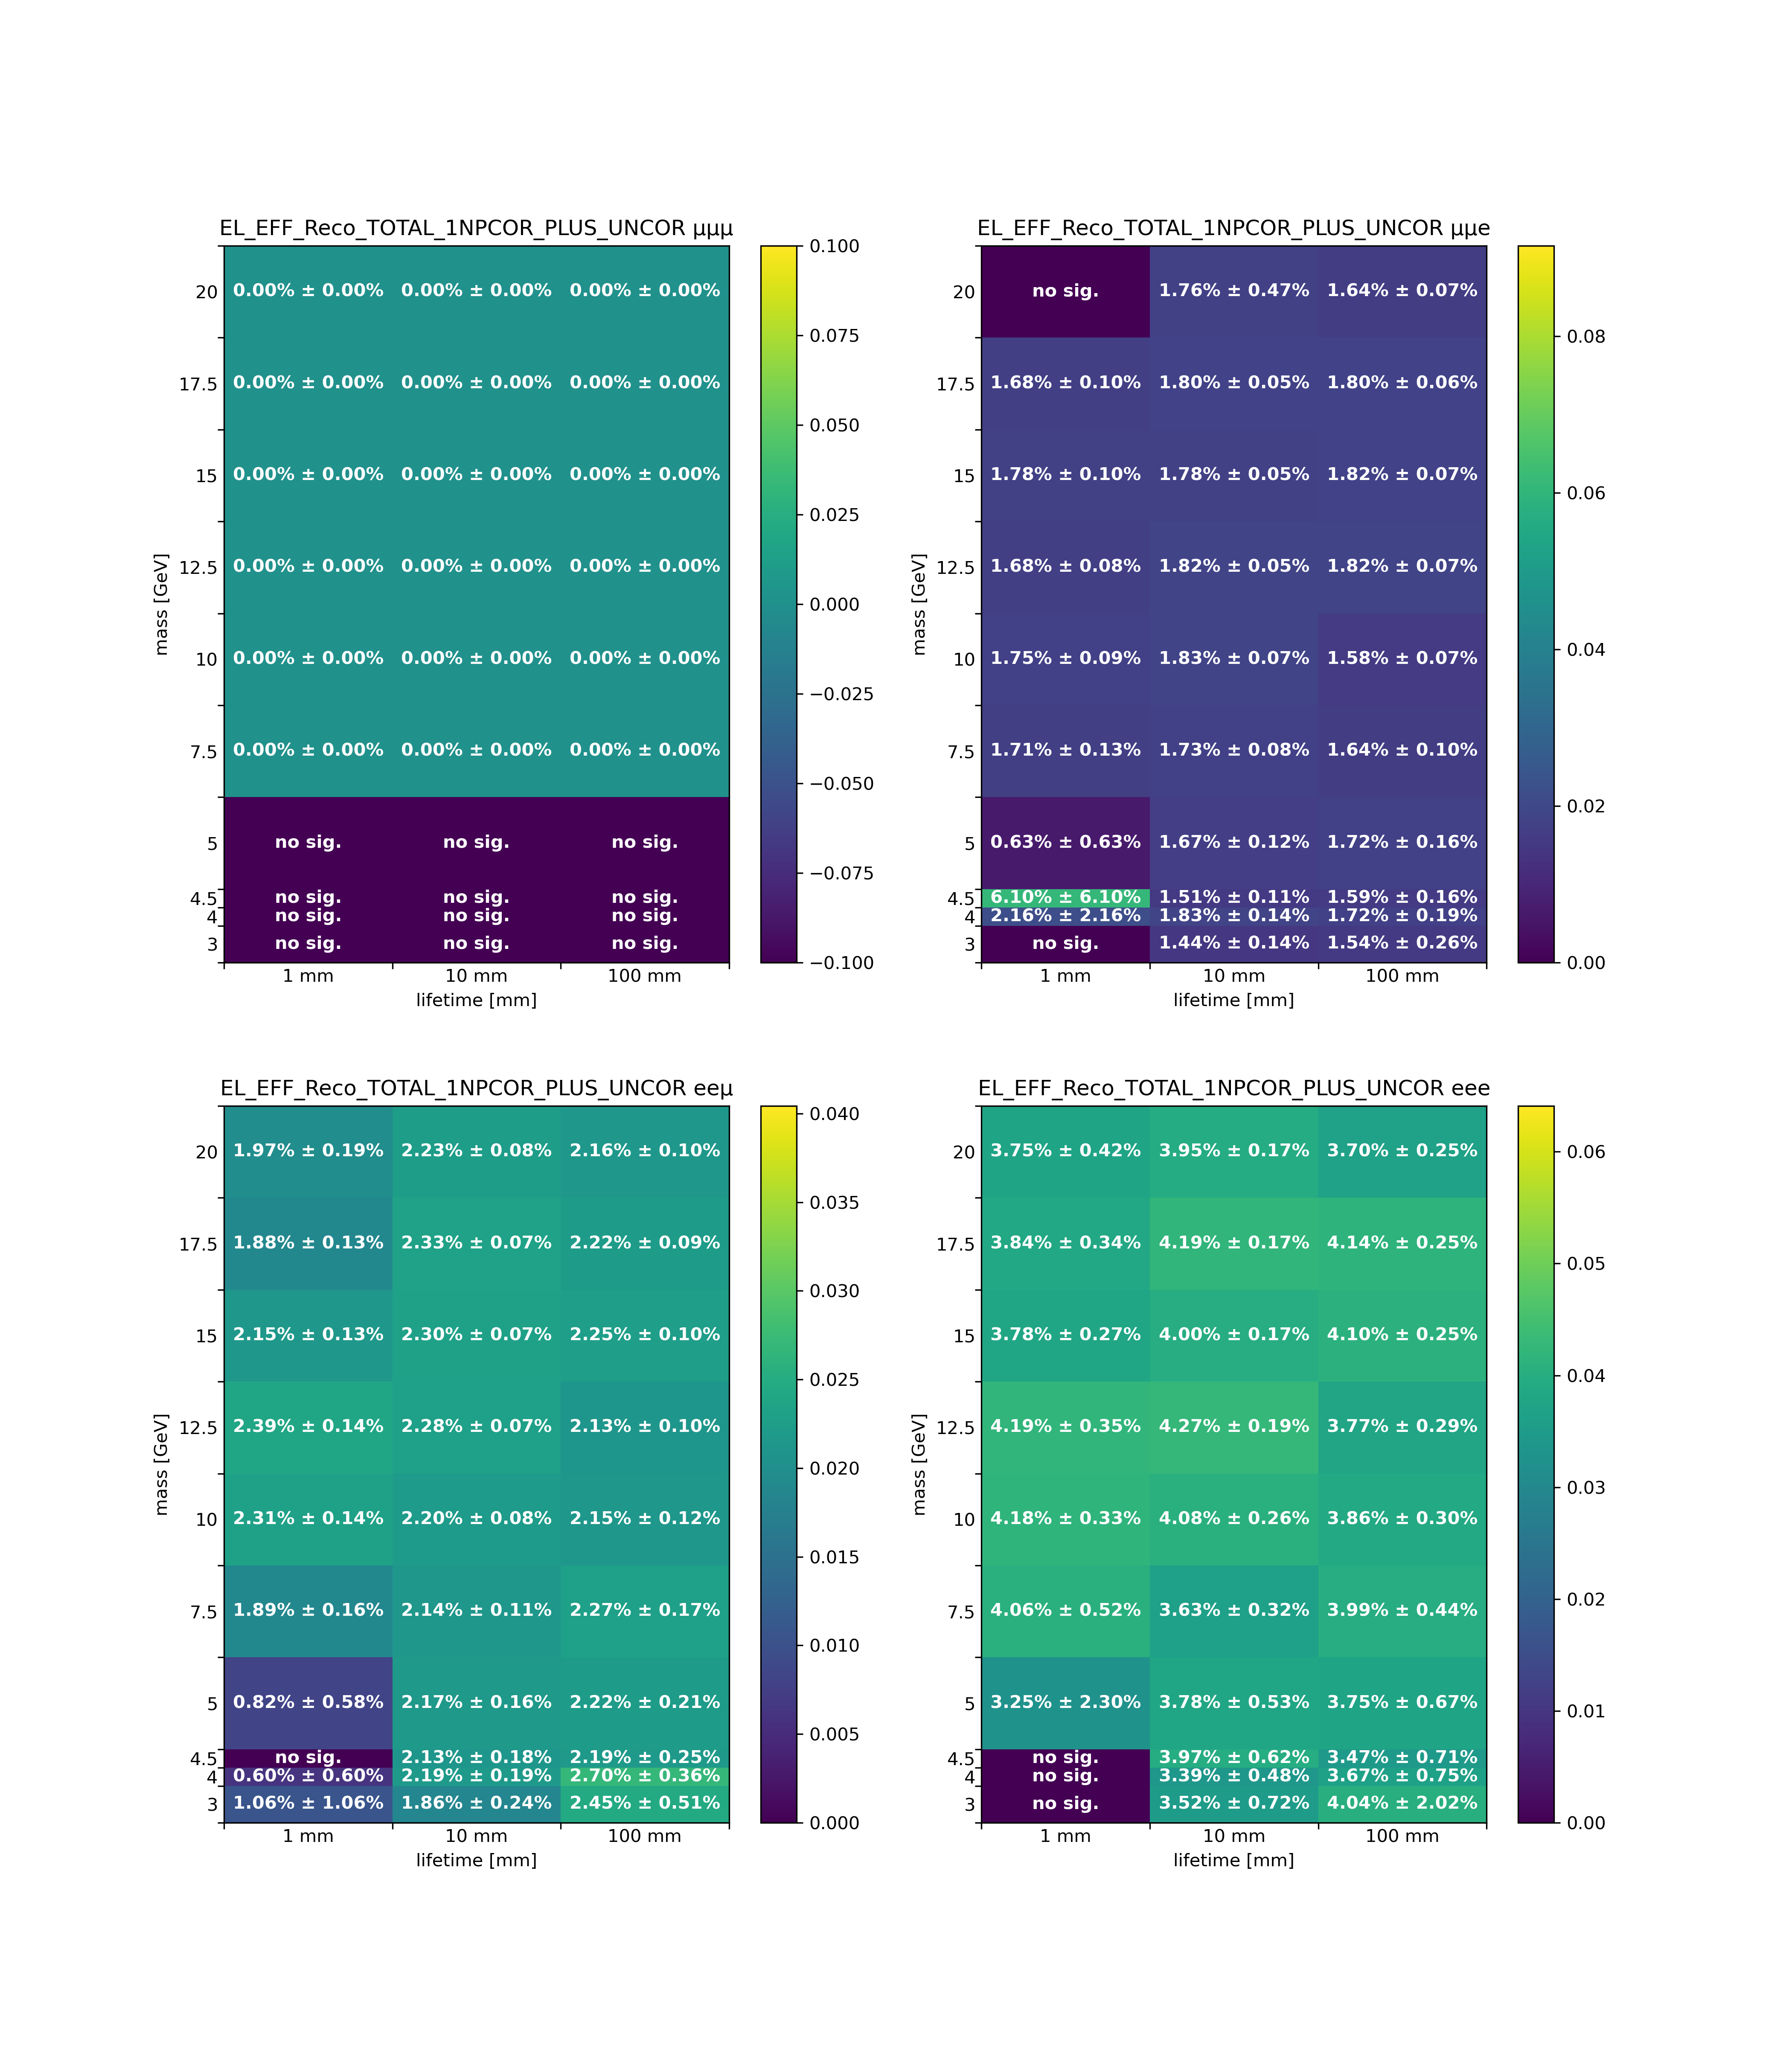 EL_EFF_Reco_TOTAL_1NPCOR_PLUS_UNCOR μμμ
20 0.00% ± 0.00% 0.00% ± 0.00% 0.00% ± 0.00%
17.5 0.00% ± 0.00% 0.00% ± 0.00% 0.00% ± 0.00%
15 0.00% ± 0.00% 0.00% ± 0.00% 0.00% ± 0.00%
12.5 0.00% ± 0.00% 0.00% ± 0.00% 0.00% ± 0.00%
10 0.00% ± 0.00% 0.00% ± 0.00% 0.00% ± 0.00%
7.5 0.00% ± 0.00% 0.00% ± 0.00% 0.00% ± 0.00%
5 no sig. no sig. no sig.
4.5 no sig. no sig. no sig.
4 no sig. no sig. no sig.
3 no sig. no sig. no sig.
1 mm 10 mm 100 mm
lifetime [mm]
mass [GeV]
0.100
0.075
0.050
0.025
0.000
−0.025
−0.050
−0.075
−0.100
EL_EFF_Reco_TOTAL_1NPCOR_PLUS_UNCOR μμe
20 no sig. 1.76% ± 0.47% 1.64% ± 0.07%
17.5 1.68% ± 0.10% 1.80% ± 0.05% 1.80% ± 0.06%
15 1.78% ± 0.10% 1.78% ± 0.05% 1.82% ± 0.07%
12.5 1.68% ± 0.08% 1.82% ± 0.05% 1.82% ± 0.07%
10 1.75% ± 0.09% 1.83% ± 0.07% 1.58% ± 0.07%
7.5 1.71% ± 0.13% 1.73% ± 0.08% 1.64% ± 0.10%
5 0.63% ± 0.63% 1.67% ± 0.12% 1.72% ± 0.16%
4.5 6.10% ± 6.10% 1.51% ± 0.11% 1.59% ± 0.16%
4 2.16% ± 2.16% 1.83% ± 0.14% 1.72% ± 0.19%
3 no sig. 1.44% ± 0.14% 1.54% ± 0.26%
1 mm 10 mm 100 mm
lifetime [mm]
mass [GeV]
0.08
0.06
0.04
0.02
0.00
EL_EFF_Reco_TOTAL_1NPCOR_PLUS_UNCOR eeμ
20 1.97% ± 0.19% 2.23% ± 0.08% 2.16% ± 0.10%
17.5 1.88% ± 0.13% 2.33% ± 0.07% 2.22% ± 0.09%
15 2.15% ± 0.13% 2.30% ± 0.07% 2.25% ± 0.10%
12.5 2.39% ± 0.14% 2.28% ± 0.07% 2.13% ± 0.10%
10 2.31% ± 0.14% 2.20% ± 0.08% 2.15% ± 0.12%
7.5 1.89% ± 0.16% 2.14% ± 0.11% 2.27% ± 0.17%
5 0.82% ± 0.58% 2.17% ± 0.16% 2.22% ± 0.21%
4.5 no sig. 2.13% ± 0.18% 2.19% ± 0.25%
4 0.60% ± 0.60% 2.19% ± 0.19% 2.70% ± 0.36%
3 1.06% ± 1.06% 1.86% ± 0.24% 2.45% ± 0.51%
1 mm 10 mm 100 mm
lifetime [mm]
mass [GeV]
0.040
0.035
0.030
0.025
0.020
0.015
0.010
0.005
0.000
EL_EFF_Reco_TOTAL_1NPCOR_PLUS_UNCOR eee
20 3.75% ± 0.42% 3.95% ± 0.17% 3.70% ± 0.25%
17.5 3.84% ± 0.34% 4.19% ± 0.17% 4.14% ± 0.25%
15 3.78% ± 0.27% 4.00% ± 0.17% 4.10% ± 0.25%
12.5 4.19% ± 0.35% 4.27% ± 0.19% 3.77% ± 0.29%
10 4.18% ± 0.33% 4.08% ± 0.26% 3.86% ± 0.30%
7.5 4.06% ± 0.52% 3.63% ± 0.32% 3.99% ± 0.44%
5 3.25% ± 2.30% 3.78% ± 0.53% 3.75% ± 0.67%
4.5 no sig. 3.97% ± 0.62% 3.47% ± 0.71%
4 no sig. 3.39% ± 0.48% 3.67% ± 0.75%
3 no sig. 3.52% ± 0.72% 4.04% ± 2.02%
1 mm 10 mm 100 mm
lifetime [mm]
mass [GeV]
0.06
0.05
0.04
0.03
0.02
0.01
0.00